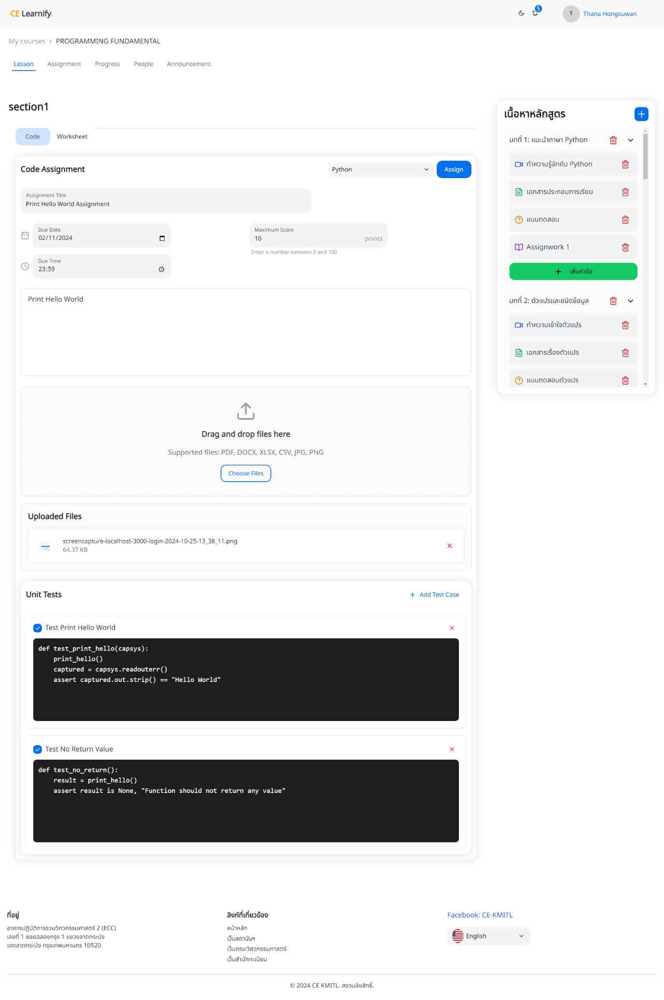 CE Learnify.
5
T
Thana Hongsuwan
My courses > PROGRAMMING FUNDAMENTAL
Lesson
Assignment
Progress
People
Announcement
section1
Code
Worksheet
Code Assignment
Python
Assign
Assignment Title
Print Hello World Assignment
Due Date
02/11/2024
Maximum Score
10
points
Enter a number between 0 and 100
Due Time
23:59
Print Hello World
Drag and drop files here
Supported files: PDF, DOCX, XLSX, CSV, JPG, PNG
Choose Files
Uploaded Files
screencapture-localhost-3000-login-2024-10-25-13_38_11.png
64.37 KB
Unit Tests
+ Add Test Case
Test Print Hello World
def test_print_hello(capsys):
    print_hello()
    captured = capsys.readouterr()
    assert captured.out.strip() == "Hello World"
Test No Return Value
def test_no_return():
    result = print_hello()
    assert result is None, "Function should not return any value"
เนื้อหาหลักสูตร
บทที่ 1: แนะนำภาษา Python
ทำความรู้จักกับ Python
เอกสารประกอบการเรียน
แบบทดสอบ
Assignwork 1
+ เพิ่มหัวข้อ
บทที่ 2: ตัวแปรและชนิดข้อมูล
ทำความเข้าใจตัวแปร
เอกสารเรื่องตัวแปร
แบบทดสอบตัวแปร
ที่อยู่
อาคารปฏิบัติการรวมวิศวกรรมศาสตร์ 2 (ECC)
เลขที่ 1 ซอยฉลองกรุง 1 แขวงลาดกระบัง
เขตลาดกระบัง กรุงเทพมหานคร 10520
ลิงก์ที่เกี่ยวข้อง
หน้าหลัก
เว็บสถาบันฯ
เว็บคณะวิศวกรรมศาสตร์
เว็บสำนักทะเบียน
Facebook: CE-KMITL
English
© 2024 CE KMITL. สงวนลิขสิทธิ์.